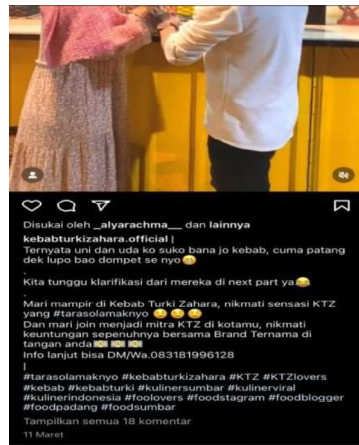 Disukai oleh _alyarachma__ dan lainnya
kebabturkizahara.official |
Ternyata uni dan uda ko suko bana jo kebab, cuma patang
dek lupo bao dompet se nyo😁
.
Kita tunggu klarifikasi dari mereka di next part ya😂
.
Mari mampir di Kebab Turki Zahara, nikmati sensasi KTZ
yang #tarasolamaknyo 🤤🤤🤤
Dan mari join menjadi mitra KTZ di kotamu, nikmati
keuntungan sepenuhnya bersama Brand Ternama di
tangan anda💴💴💴
Info lanjut bisa DM/Wa.083181996128
|
#tarasolamaknyo #kebabturkizahara #KTZ #KTZlovers
#kebab #kebabturki #kulinersumbar #kulinerviral
#kulinerindonesia #foolovers #foodstagram #foodblogger
#foodpadang #foodsumbar
Tampilkan semua 18 komentar
11 Maret